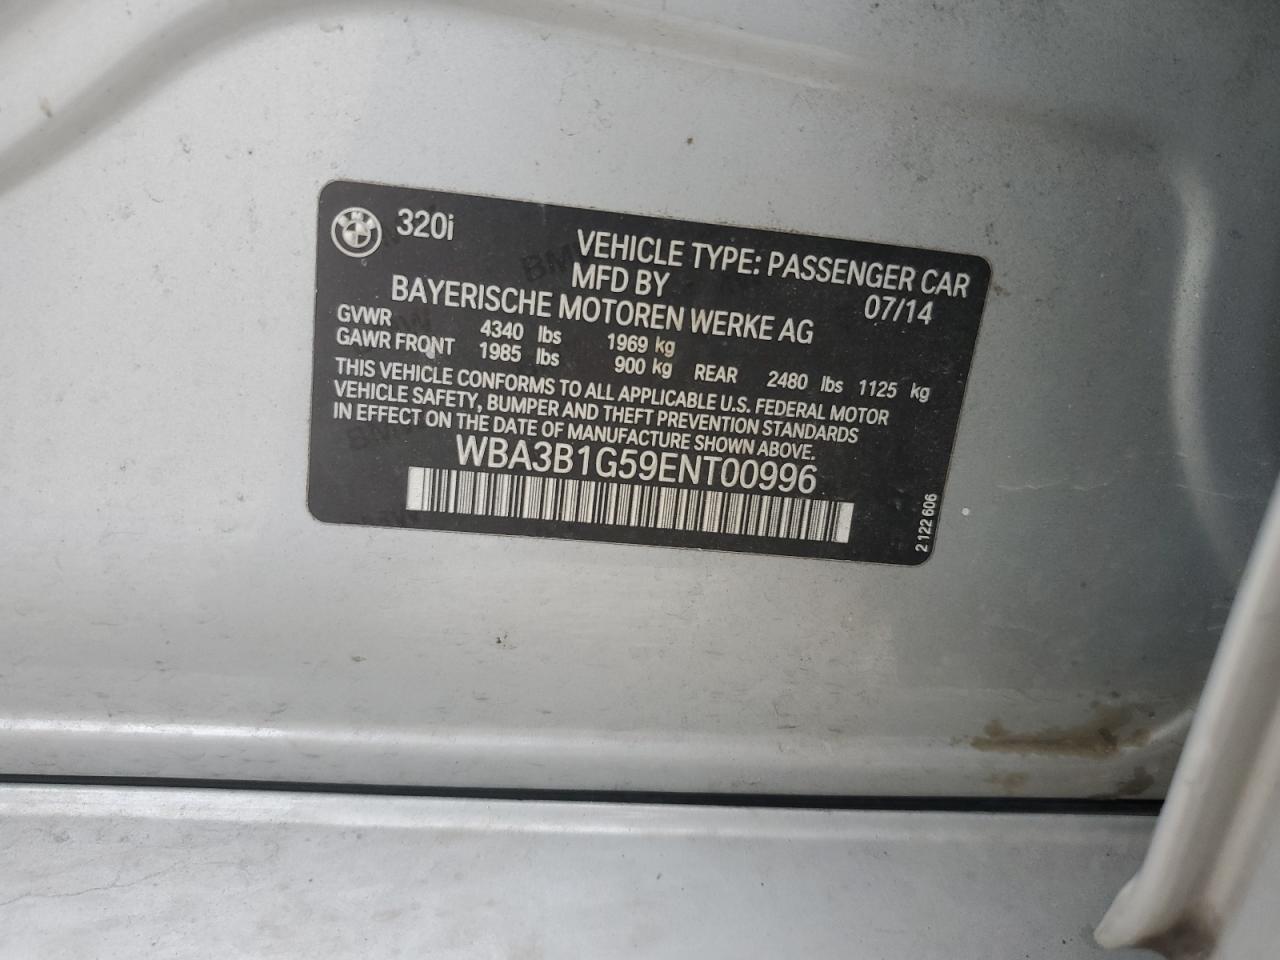 BMW 320i
VEHICLE TYPE: PASSENGER CAR
MFD BY 07/14
BAYERISCHE MOTOREN WERKE AG
GVWR 4340 lbs 1969 kg
GAWR FRONT 1985 lbs 900 kg REAR 2480 lbs 1125 kg
THIS VEHICLE CONFORMS TO ALL APPLICABLE U.S. FEDERAL MOTOR
VEHICLE SAFETY, BUMPER AND THEFT PREVENTION STANDARDS
IN EFFECT ON THE DATE OF MANUFACTURE SHOWN ABOVE.
WBA3B1G59ENT00996
2 122 606